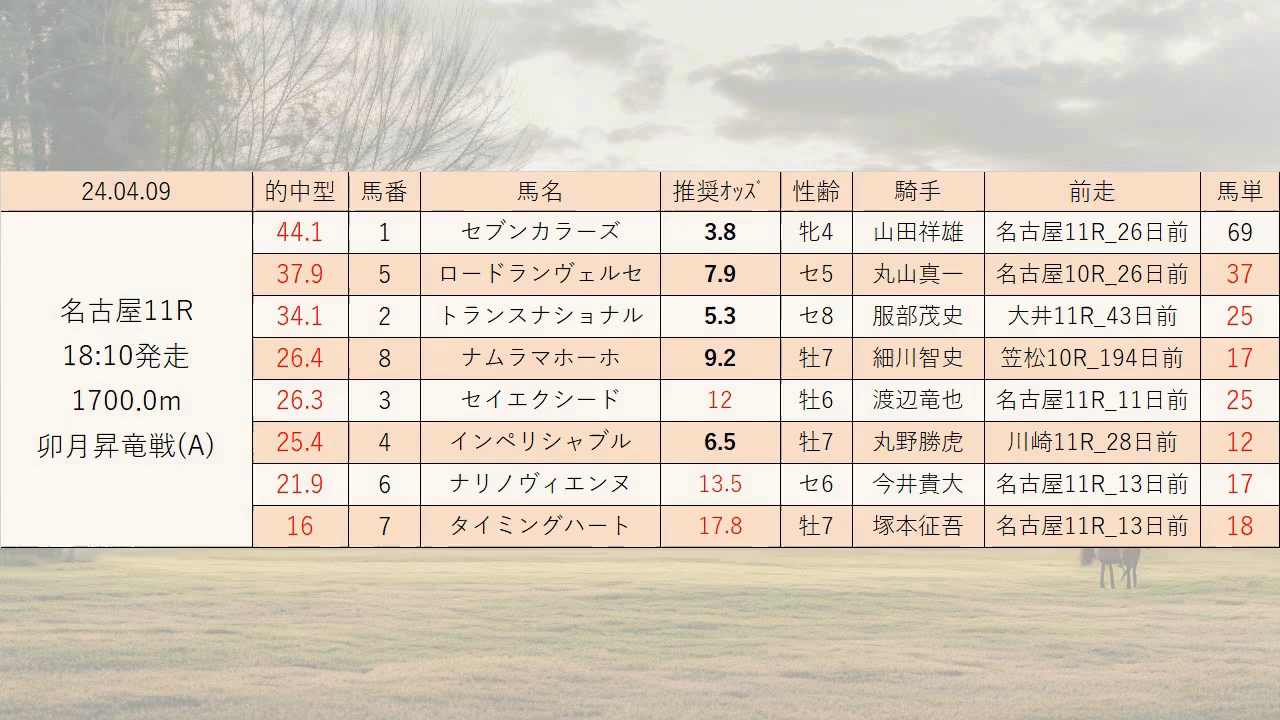 24.04.09 的中型 馬番 馬名 推奨ｵｯｽﾞ 性齢 騎手 前走 馬単
名古屋11R
18:10発走
1700.0m
卯月昇竜戦(A)
44.1 1 セブンカラーズ 3.8 牝4 山田祥雄 名古屋11R_26日前 69
37.9 5 ロードランヴェルセ 7.9 セ5 丸山真一 名古屋10R_26日前 37
34.1 2 トランスナショナル 5.3 セ8 服部茂史 大井11R_43日前 25
26.4 8 ナムラマホーホ 9.2 牡7 細川智史 笠松10R_194日前 17
26.3 3 セイエクシード 12 牡6 渡辺竜也 名古屋11R_11日前 25
25.4 4 インペリシャブル 6.5 牡7 丸野勝虎 川崎11R_28日前 12
21.9 6 ナリノヴィエンヌ 13.5 セ6 今井貴大 名古屋11R_13日前 17
16 7 タイミングハート 17.8 牡7 塚本征吾 名古屋11R_13日前 18